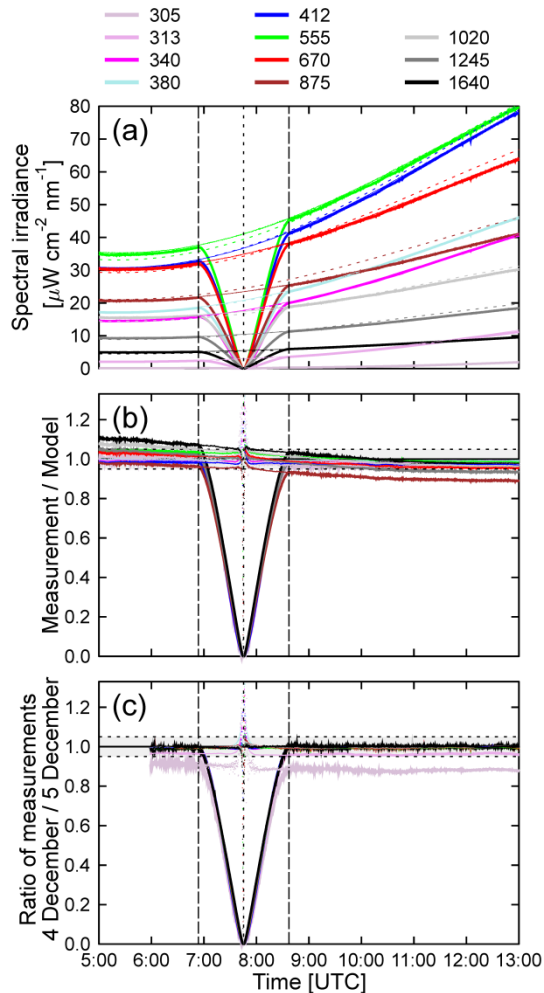 305 412
313 555 1020
340 670 1245
380 875 1640
80
(a)
70
60
50
40
30
20
10
0
Spectral irradiance
[µW cm⁻² nm⁻¹]
(b)
1.2
1.0
0.8
0.6
0.4
0.2
0.0
Measurement / Model
(c)
1.2
1.0
0.8
0.6
0.4
0.2
0.0
Ratio of measurements
4 December / 5 December
5:00 6:00 7:00 8:00 9:00 10:00 11:00 12:00 13:00
Time [UTC]